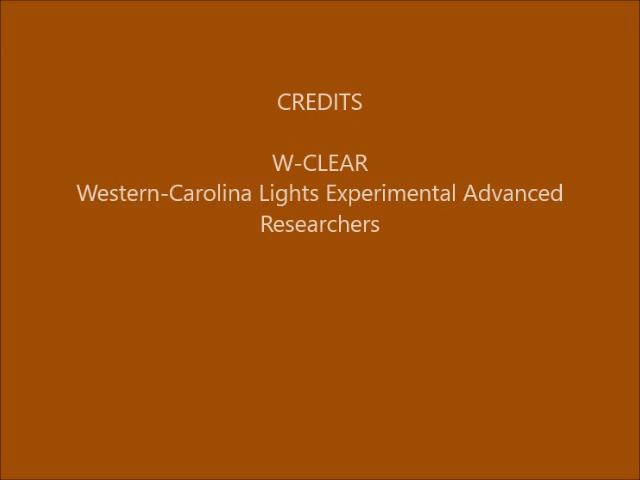 CREDITS
W-CLEAR
Western-Carolina Lights Experimental Advanced
Researchers